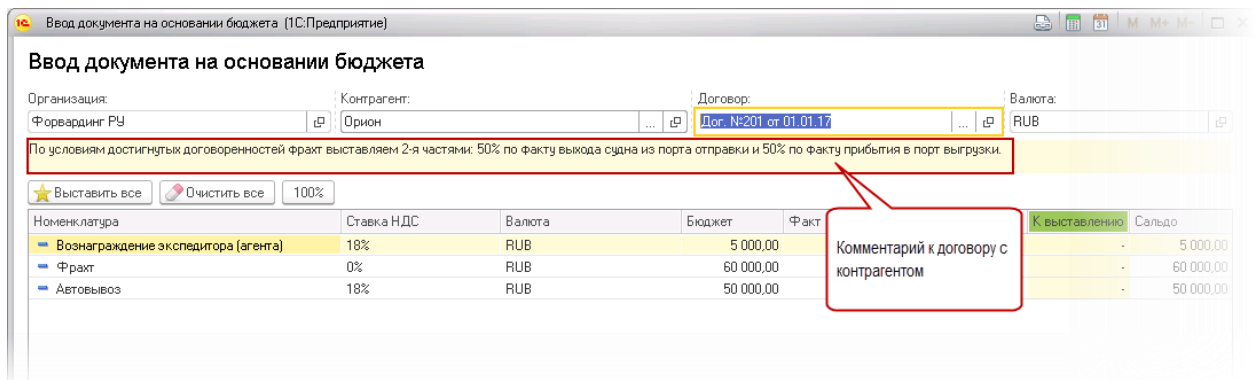 1С Ввод документа на основании бюджета (1С:Предприятие) 31 M M+ M-
Ввод документа на основании бюджета
Организация: Контрагент: Договор: Валюта:
Форвардинг РУ Орион ... Дог. №201 от 01.01.17 ... RUB
По условиям достигнутых договоренностей фрахт выставляем 2-я частями: 50% по факту выхода судна из порта отправки и 50% по факту прибытия в порт выгрузки.
Выставить все Очистить все 100%
Номенклатура Ставка НДС Валюта Бюджет Факт К выставлению Сальдо
Вознаграждение экспедитора (агента) 18% RUB 5 000,00 - 5 000,00
Фрахт 0% RUB 60 000,00 - 60 000,00
Автовывоз 18% RUB 50 000,00 - 50 000,00
Комментарий к договору с
контрагентом